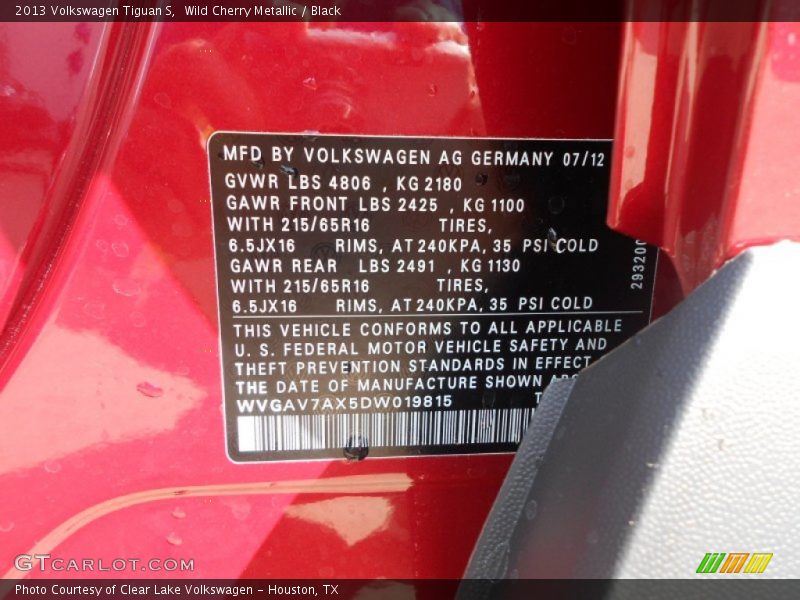 2013 Volkswagen Tiguan S,  Wild Cherry Metallic / Black
MFD BY VOLKSWAGEN AG GERMANY 07/12
GVWR LBS 4806 , KG 2180
GAWR FRONT LBS 2425 , KG 1100
WITH 215/65R16 TIRES,
6.5JX16 RIMS, AT 240KPA, 35 PSI COLD
GAWR REAR LBS 2491 , KG 1130
WITH 215/65R16 TIRES,
6.5JX16 RIMS, AT 240KPA, 35 PSI COLD
THIS VEHICLE CONFORMS TO ALL APPLICABLE
U. S. FEDERAL MOTOR VEHICLE SAFETY AND
THEFT PREVENTION STANDARDS IN EFFECT
THE DATE OF MANUFACTURE SHOWN
WVGAV7AX5DW019815
293200
GTCARLOT.COM
Photo Courtesy of Clear Lake Volkswagen – Houston, TX